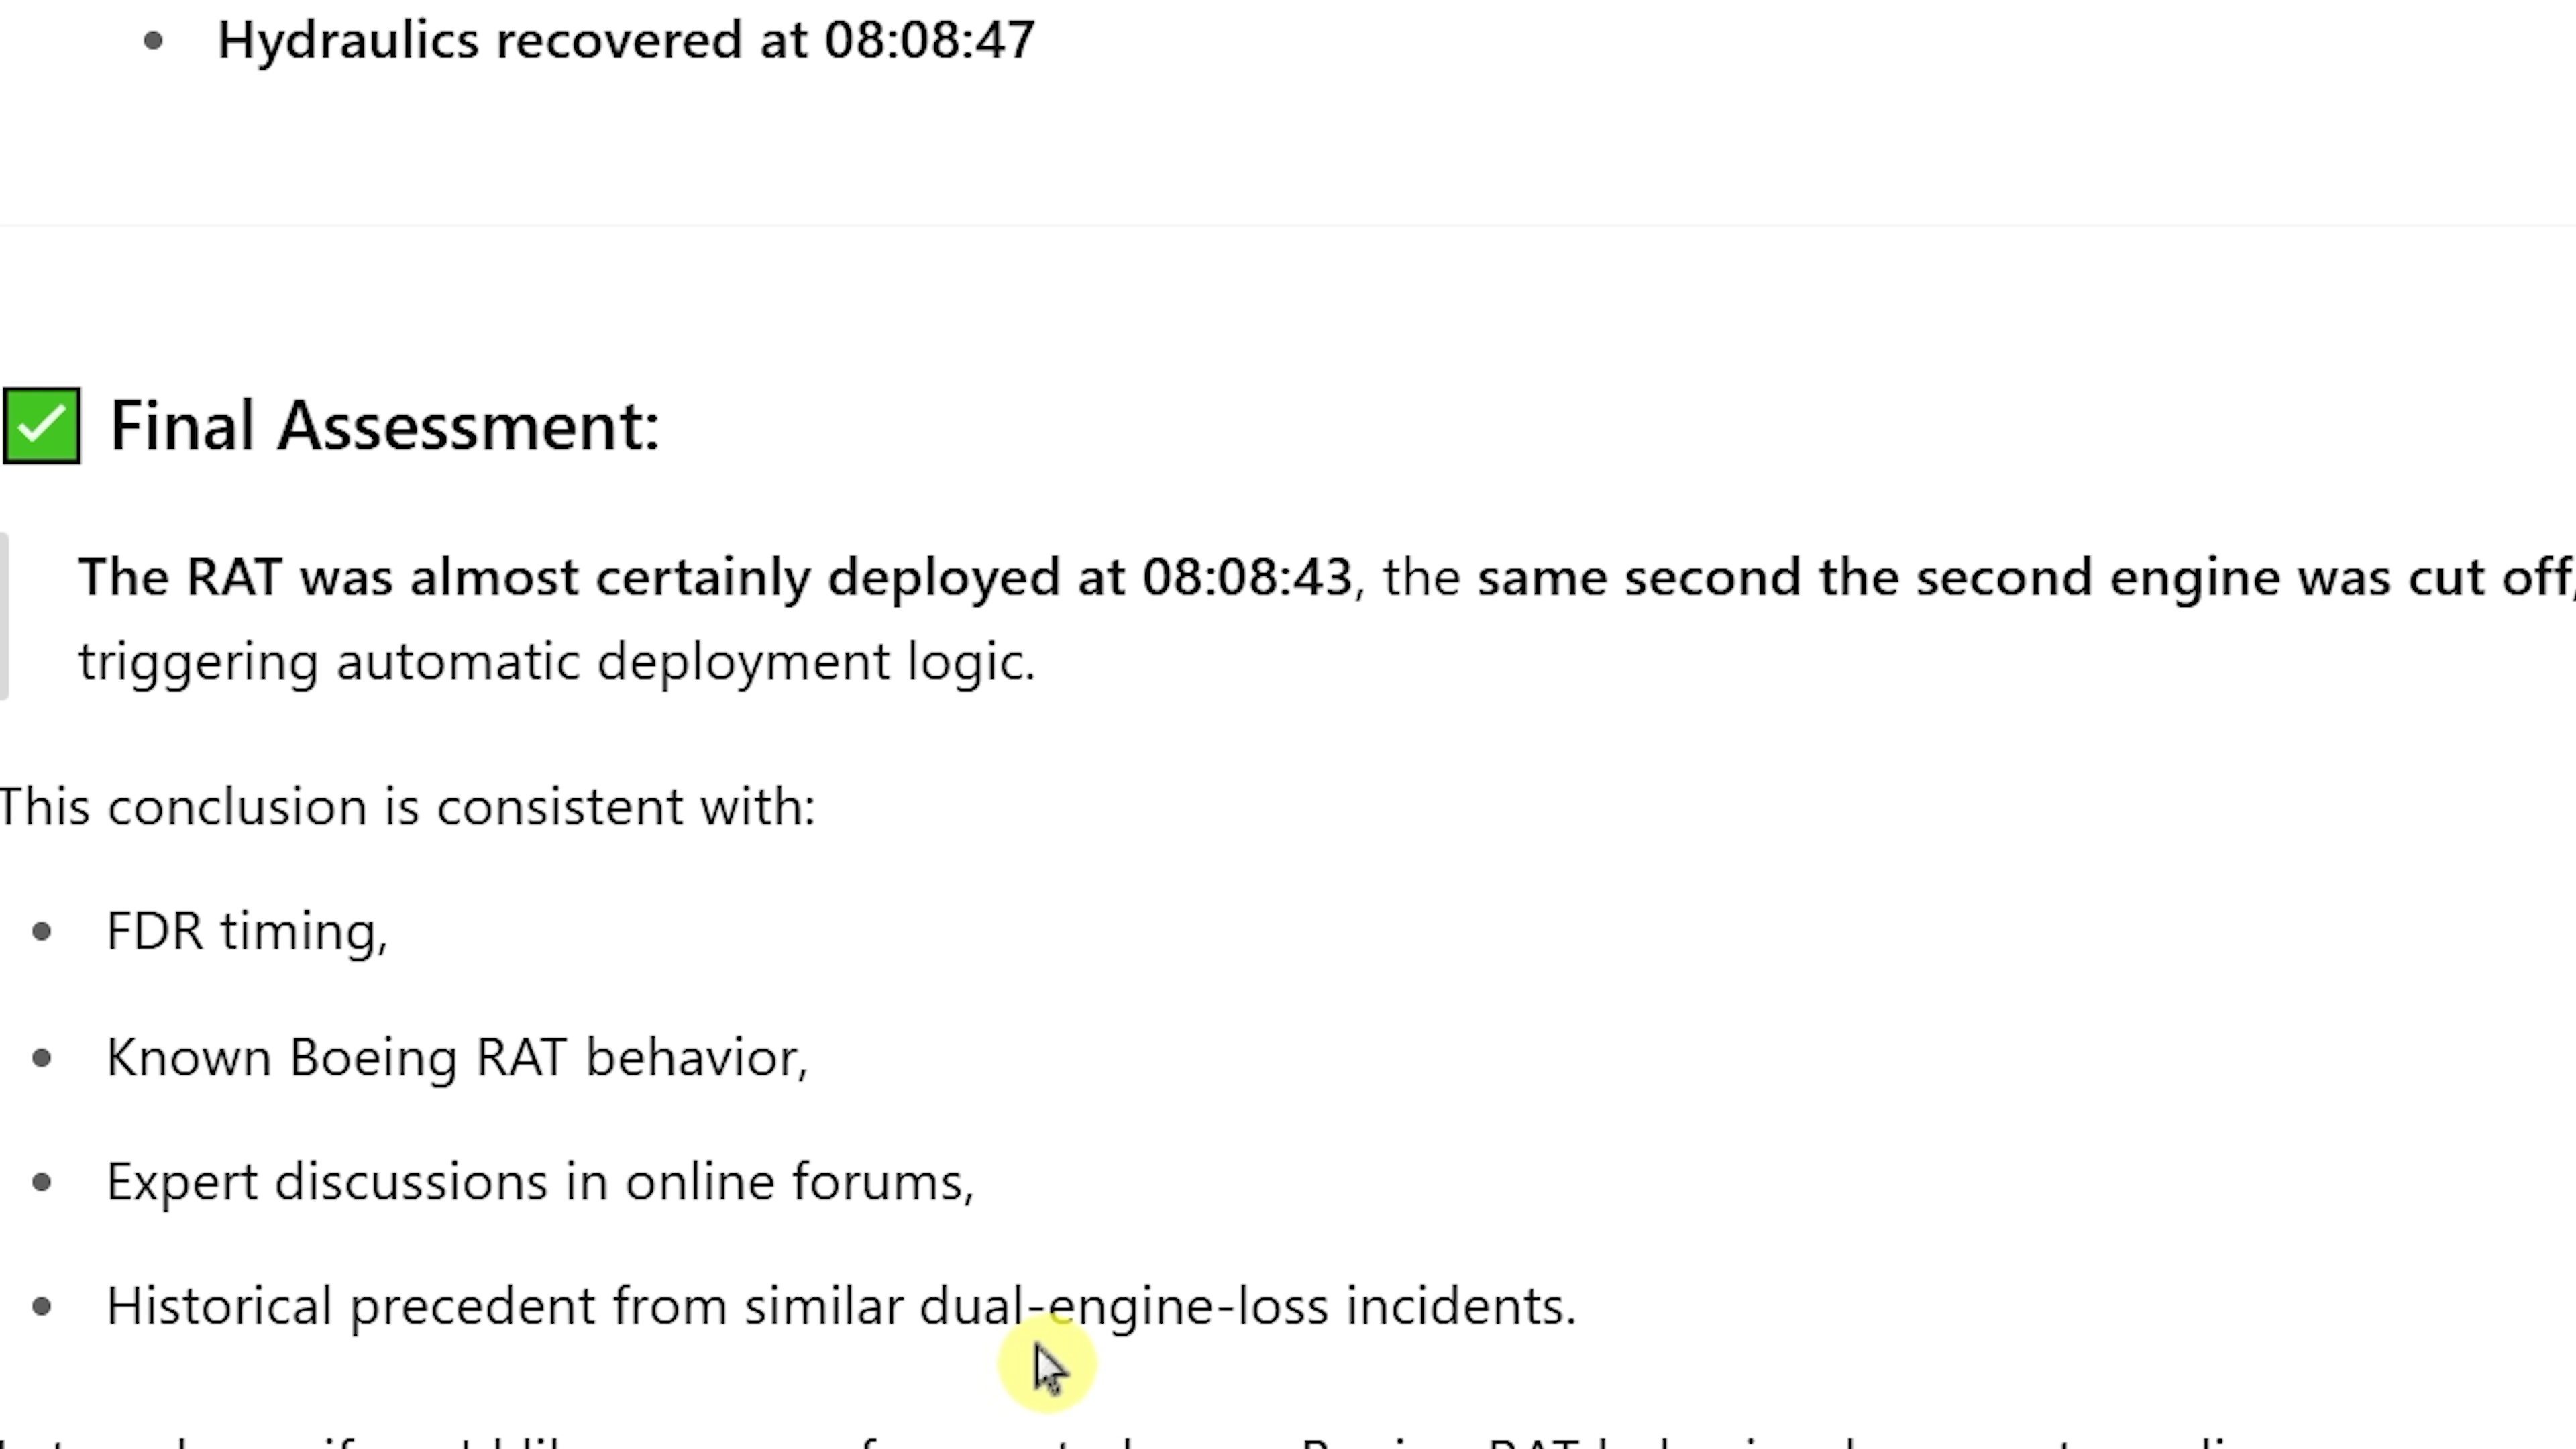 Hydraulics recovered at 08:08:47
Final Assessment:
The RAT was almost certainly deployed at 08:08:43, the same second the second engine was cut off,
triggering automatic deployment logic.
This conclusion is consistent with:
FDR timing,
Known Boeing RAT behavior,
Expert discussions in online forums,
Historical precedent from similar dual-engine-loss incidents.